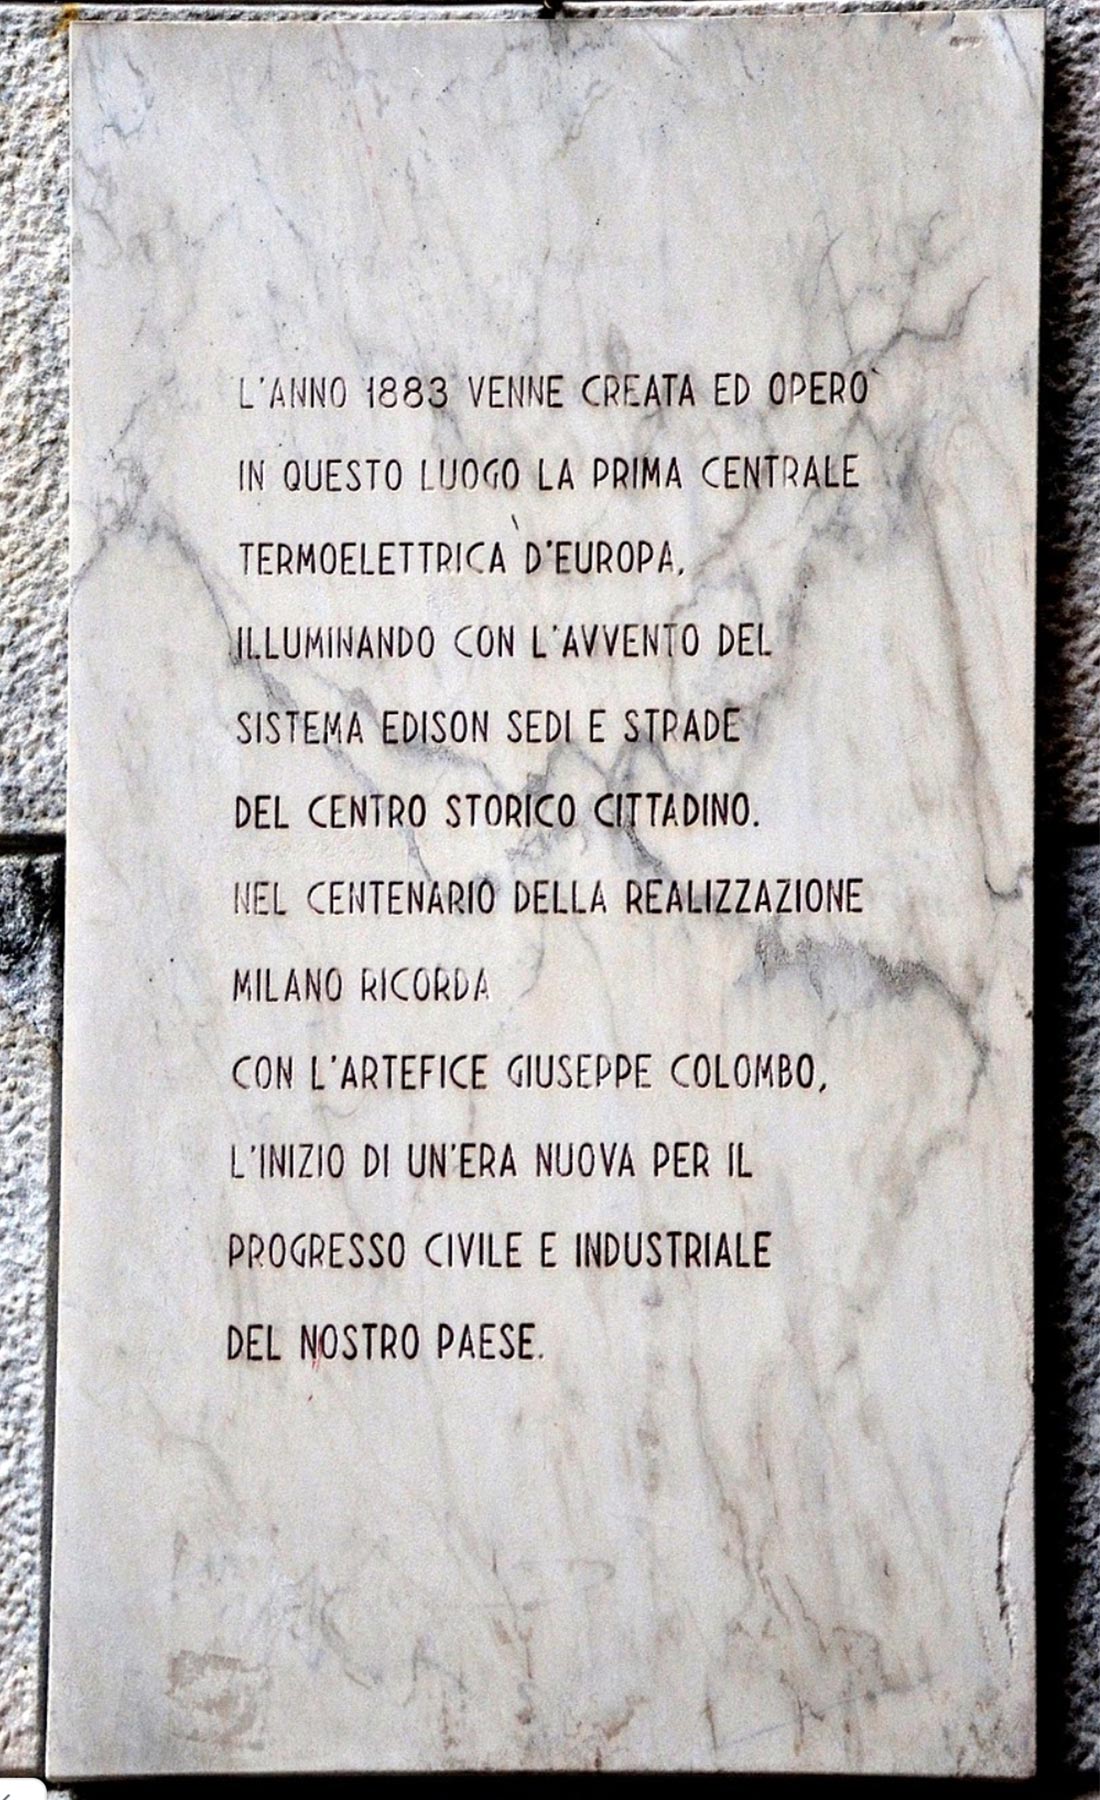 L'ANNO 1883 VENNE CREATA ED OPERO'
IN QUESTO LUOGO LA PRIMA CENTRALE
TERMOELETTRICA D'EUROPA,
ILLUMINANDO CON L'AVVENTO DEL
SISTEMA EDISON SEDI E STRADE
DEL CENTRO STORICO CITTADINO.
NEL CENTENARIO DELLA REALIZZAZIONE
MILANO RICORDA
CON L'ARTEFICE GIUSEPPE COLOMBO,
L'INIZIO DI UN'ERA NUOVA PER IL
PROGRESSO CIVILE E INDUSTRIALE
DEL NOSTRO PAESE.